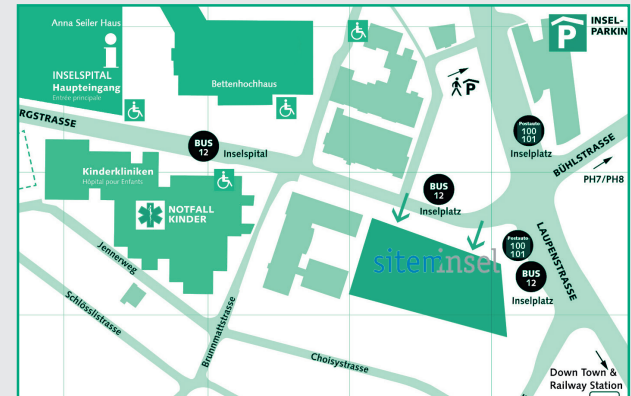 Anna Seiler Haus
i
INSELSPITAL
Haupteingang
Entrée principale
Bettenhochhaus
P
INSEL-
PARKIN
P
RGSTRASSE
BUS
12
Inselspital
Postauto
100
101
Inselplatz
BÜHLSTRASSE
PH7/PH8
Kinderkliniken
Hôpital pour Enfants
NOTFALL
KINDER
BUS
12
Inselplatz
siteminsel
Postauto
100
101
BUS
12
Inselplatz
LAUPENSTRASSE
Jennerweg
Schlösslistrasse
Brunnmattstrasse
Choisystrasse
Down Town &
Railway Station